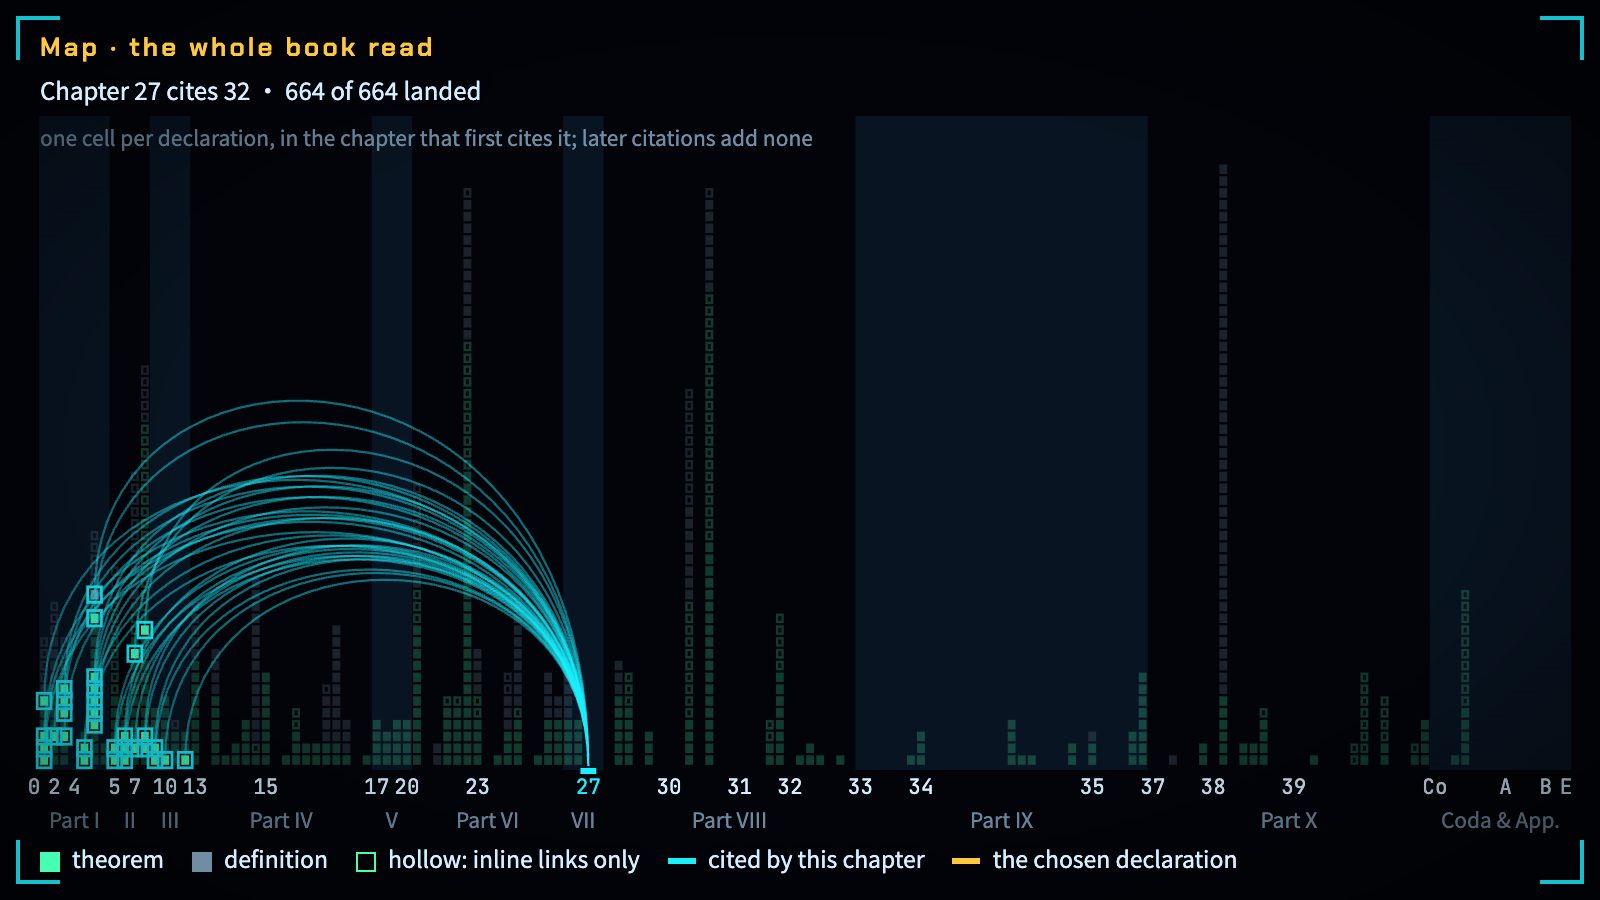 Map · the whole book read
Chapter 27 cites 32 • 664 of 664 landed
one cell per declaration, in the chapter that first cites it; later citations add none
0 2 4 5 7 10 13 15 17 20 23 27 30 31 32 33 34 35 37 38 39 Co A B E
Part I II III Part IV V Part VI VII Part VIII Part IX Part X Coda & App.
theorem definition hollow: inline links only cited by this chapter the chosen declaration